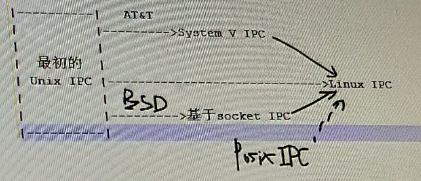 AT&T
System V IPC
最初的
Unix IPC
Linux IPC
BSD
基于socket IPC
Posix IPC